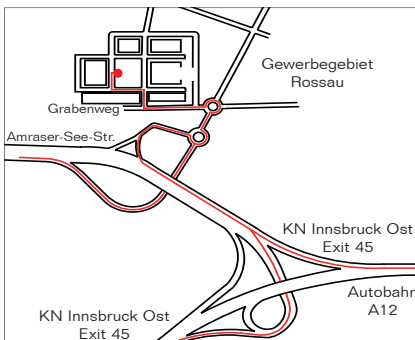 Gewerbegebiet
Rossau
Grabenweg
Amraser-See-Str.
KN Innsbruck Ost
Exit 45
Autobahn
A12
KN Innsbruck Ost
Exit 45